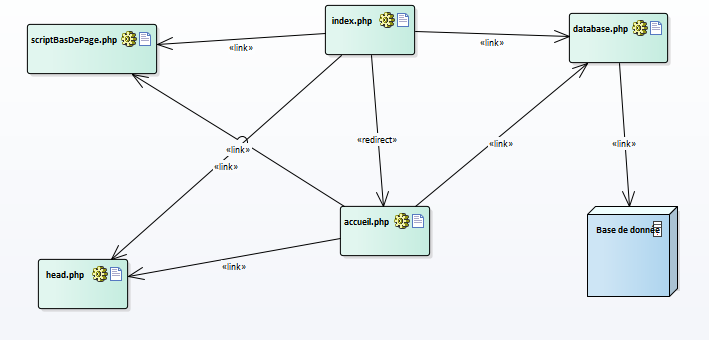 index.php
scriptBasDePage.php
database.php
«link»
«link»
«redirect»
«link»
«link»
«link»
«link»
accueil.php
Base de donnée
«link»
head.php